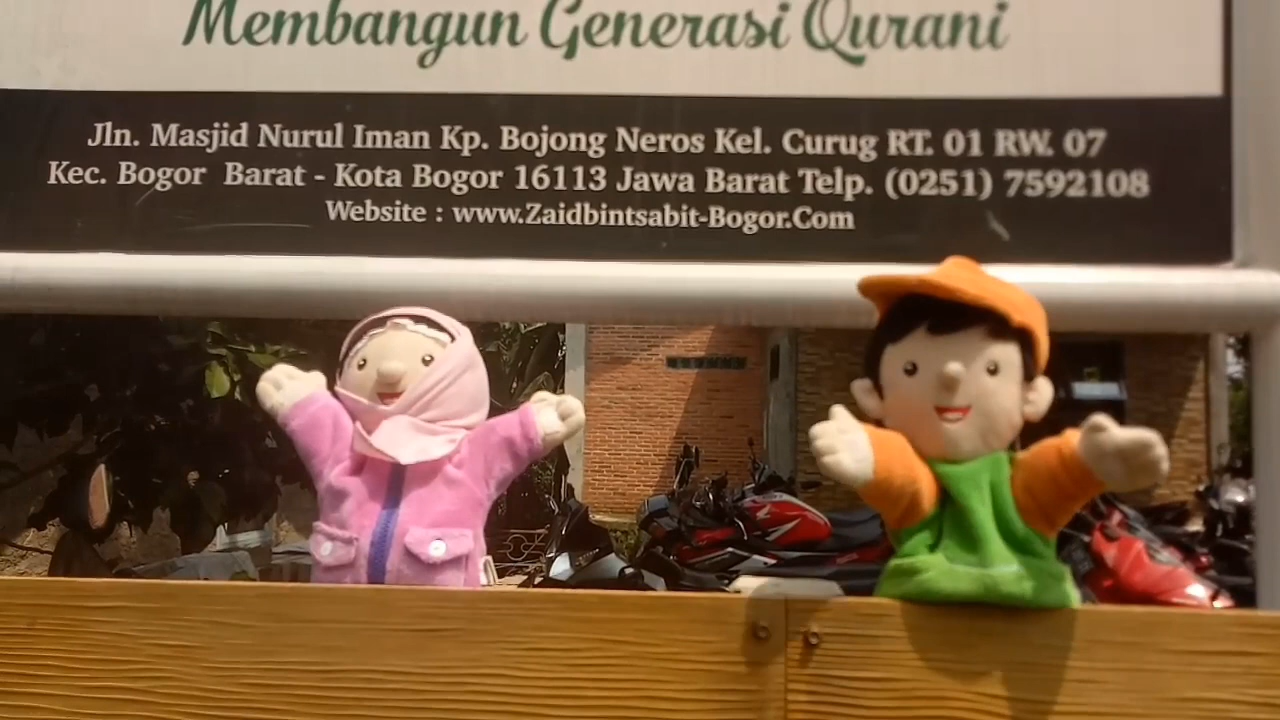 Membangun Generasi Qurani
Jln. Masjid Nurul Iman Kp. Bojong Neros Kel. Curug RT. 01 RW. 07
Kec. Bogor Barat - Kota Bogor 16113 Jawa Barat Telp. (0251) 7592108
Website : www.Zaidbintsabit-Bogor.Com